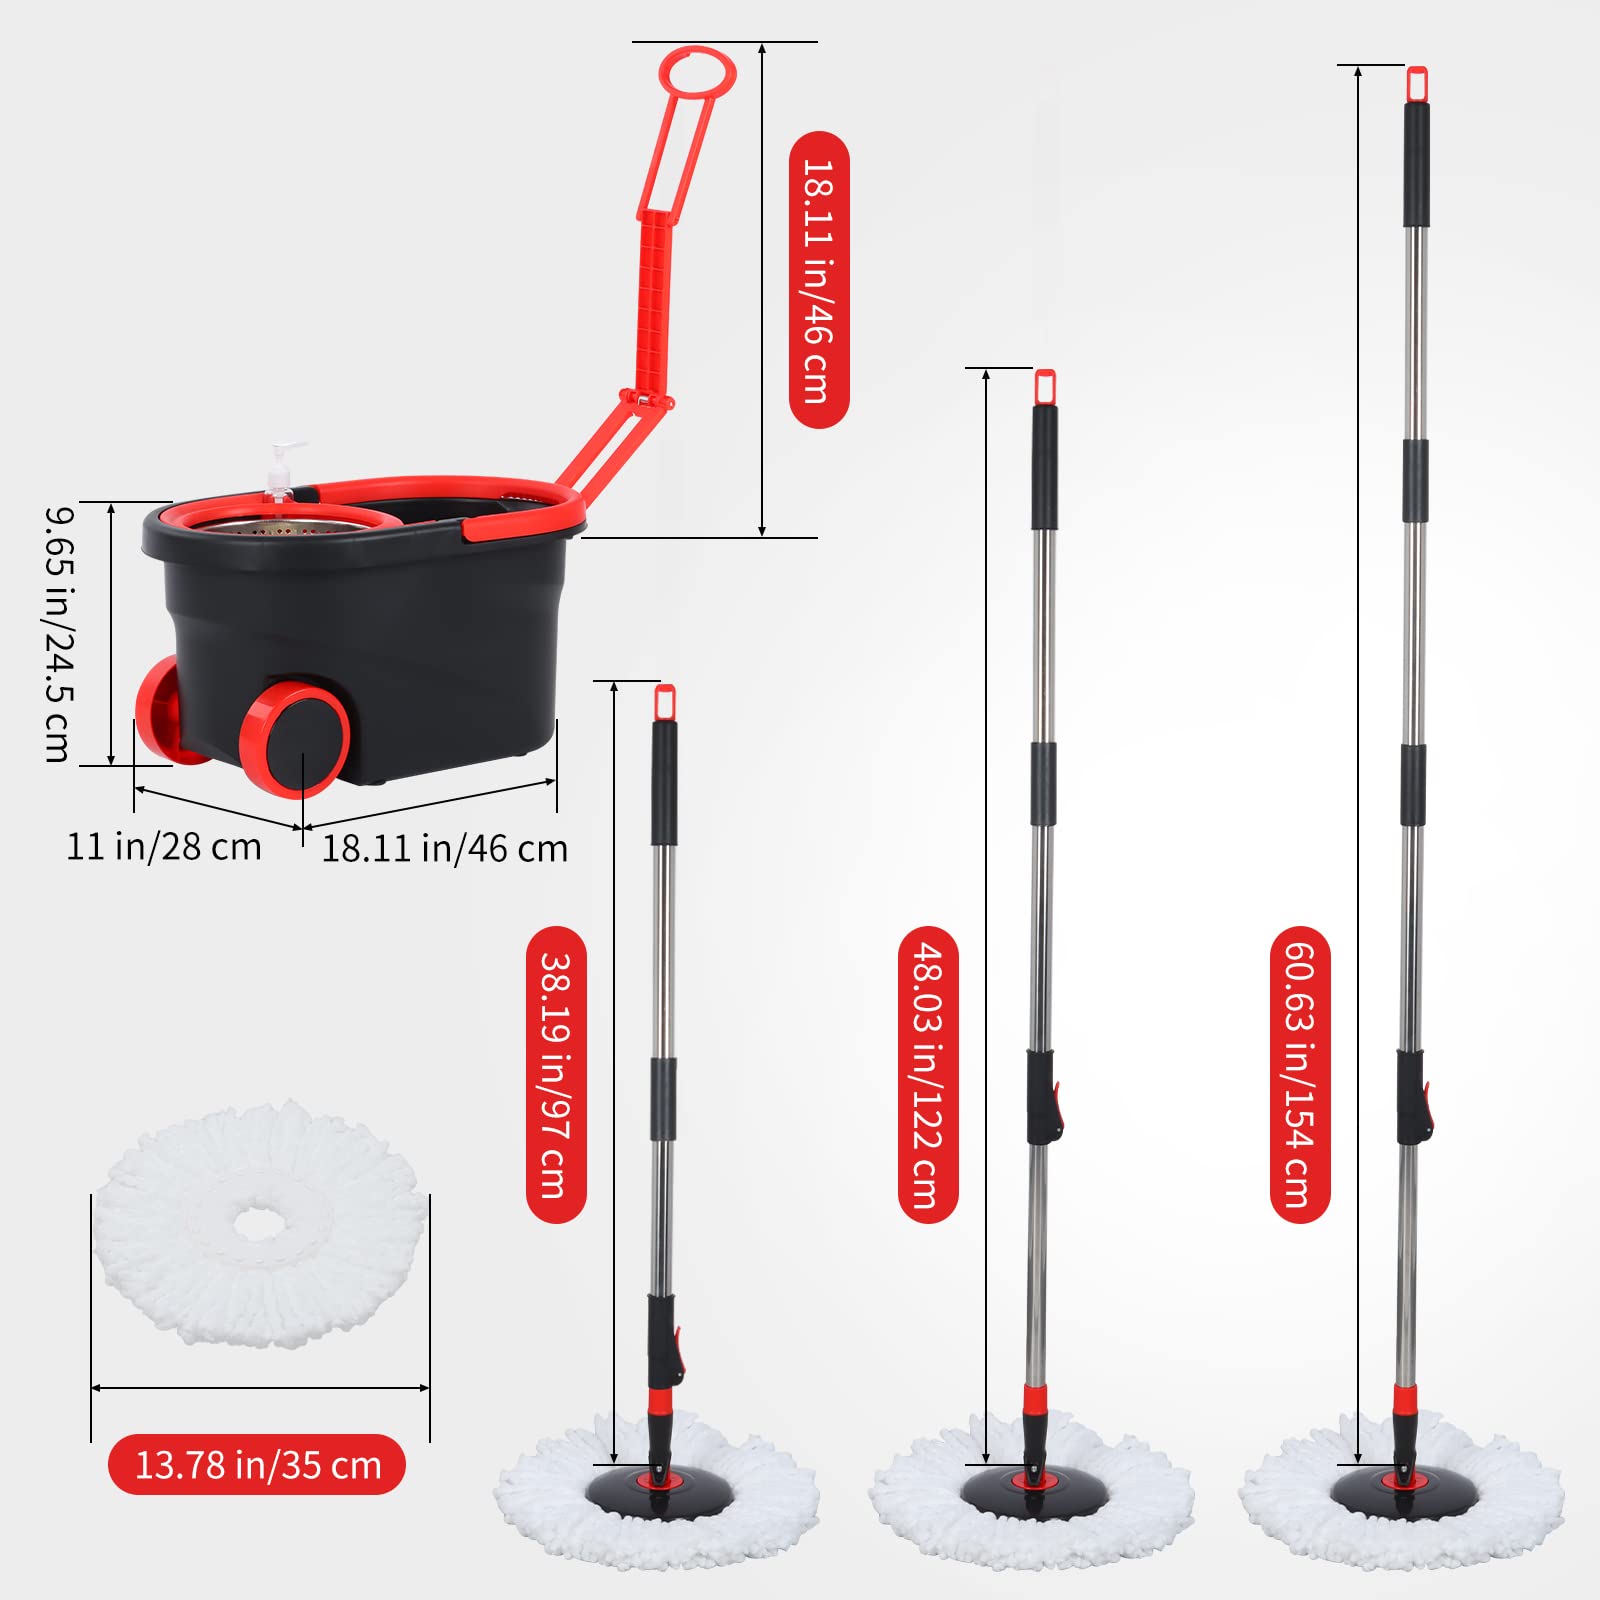 18.11 in/46 cm
9.65 in/24.5 cm
11 in/28 cm
18.11 in/46 cm
38.19 in/97 cm
48.03 in/122 cm
60.63 in/154 cm
13.78 in/35 cm